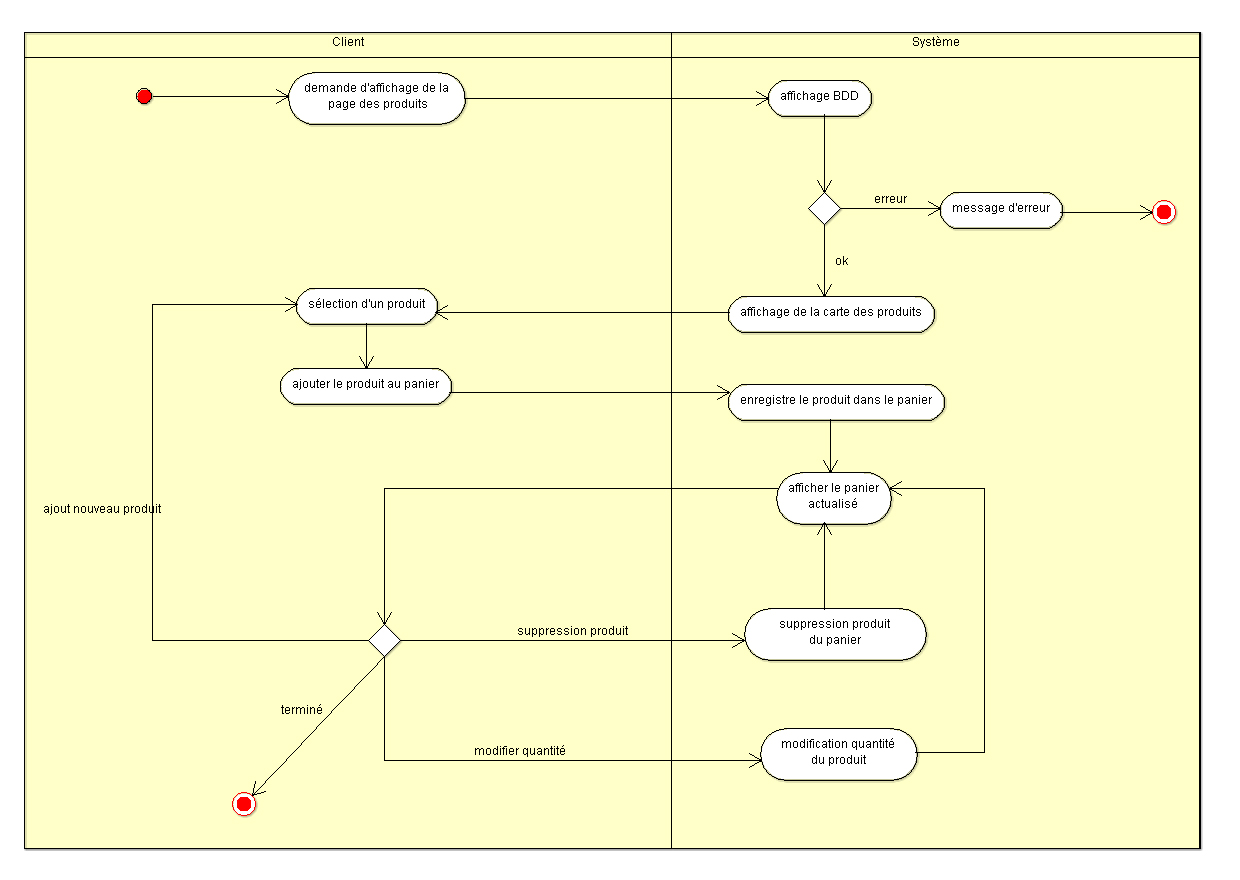 Client
Système
demande d'affichage de la
page des produits
affichage BDD
erreur
message d'erreur
ok
sélection d'un produit
affichage de la carte des produits
ajouter le produit au panier
enregistre le produit dans le panier
afficher le panier
actualisé
ajout nouveau produit
suppression produit
suppression produit
du panier
terminé
modifier quantité
modification quantité
du produit